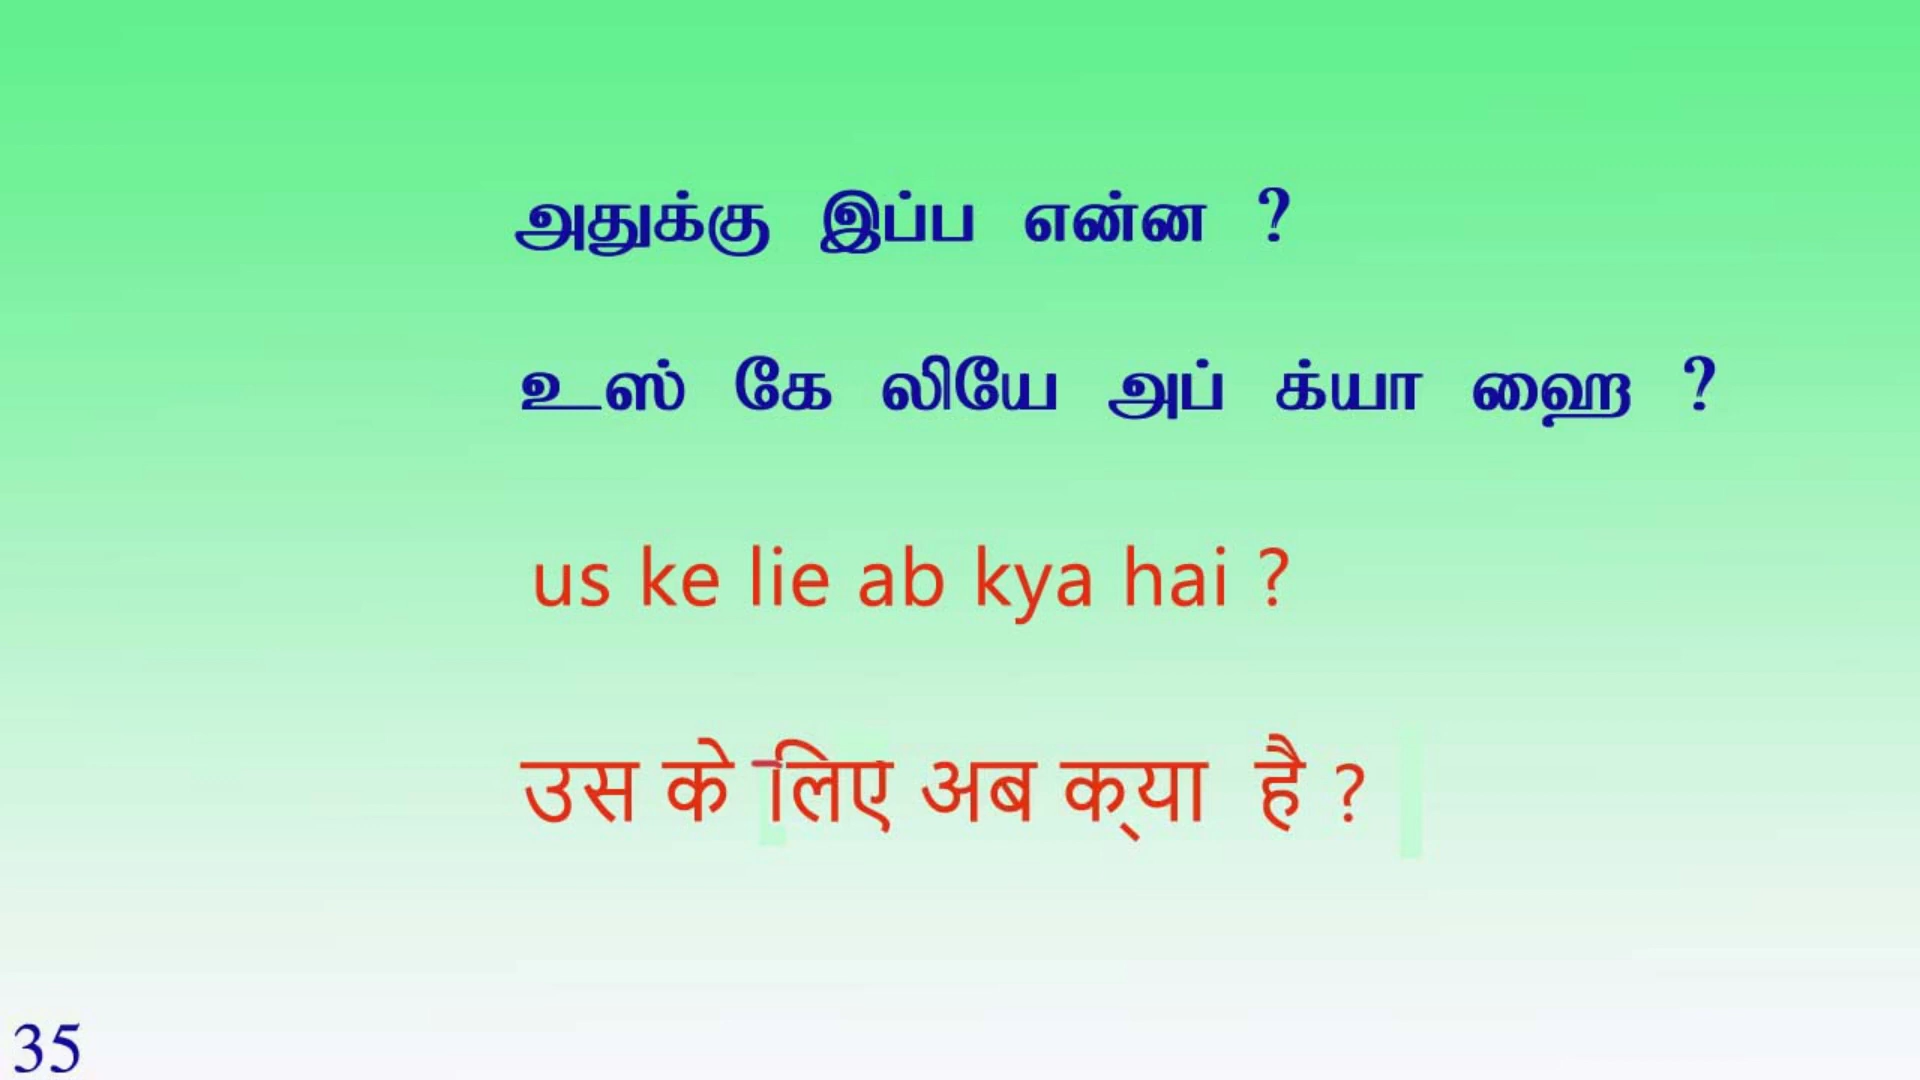 அதுக்கு இப்ப என்ன ?
உஸ் கே லியே அப் க்யா ஹை ?
us ke lie ab kya hai ?
उस के लिए अब क्‌या है ?
35